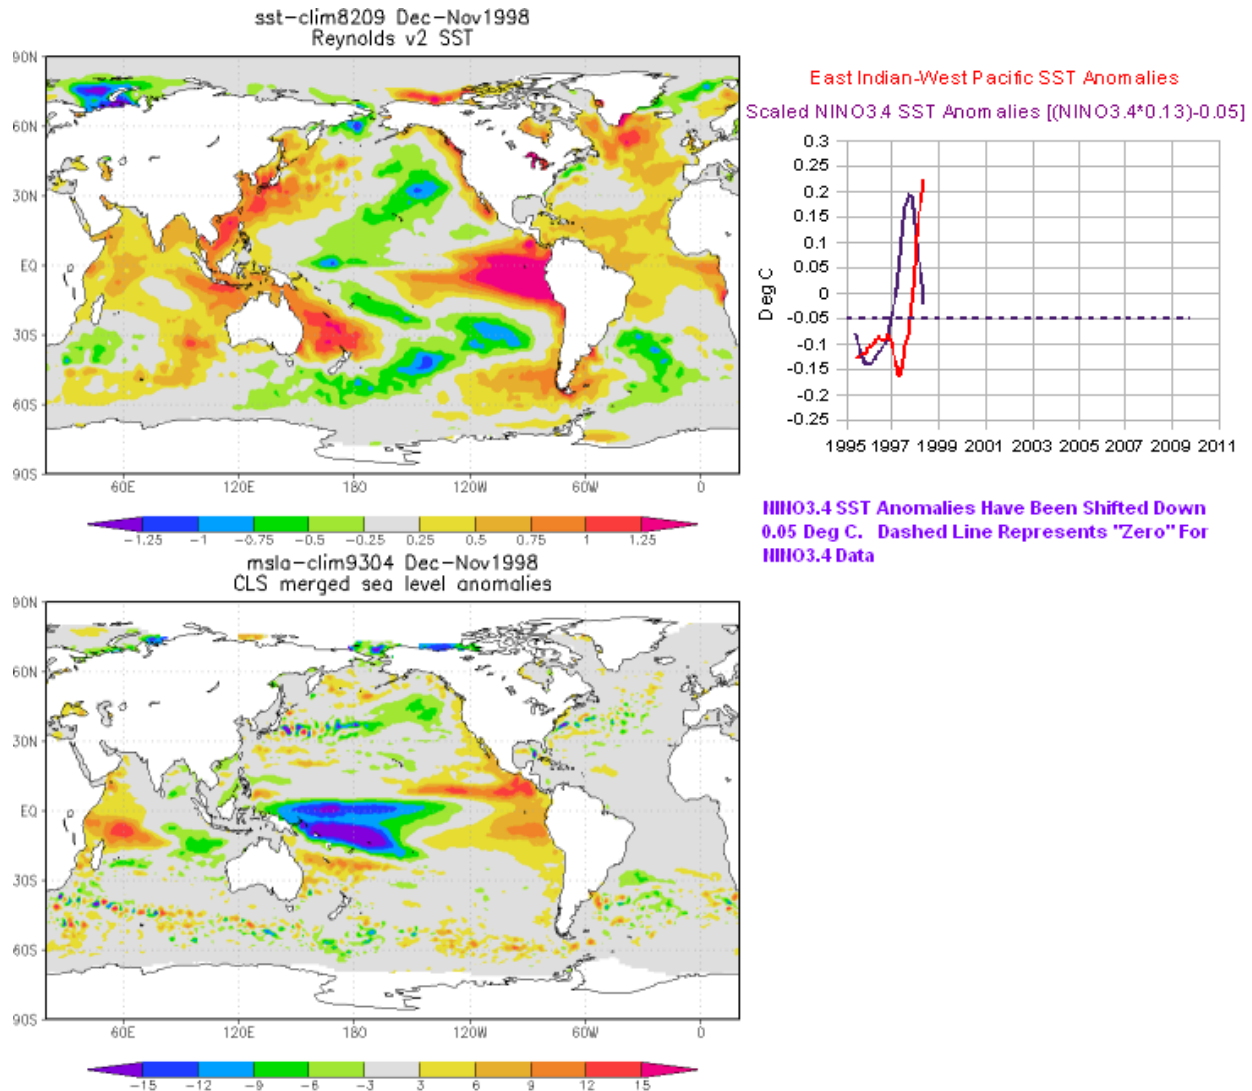 sst-clim8209 Dec-Nov1998
Reynolds v2 SST
90N
60N
30N
EQ
30S
60S
90S
60E 120E 180 120W 60W 0
-1.25 -1 -0.75 -0.5 -0.25 0.25 0.5 0.75 1 1.25
East Indian-West Pacific SST Anomalies
Scaled NINO3.4 SST Anomalies [(NINO3.4*0.13)-0.05]
Deg C
0.3
0.25
0.2
0.15
0.1
0.05
0
-0.05
-0.1
-0.15
-0.2
-0.25
1995 1997 1999 2001 2003 2005 2007 2009 2011
NINO3.4 SST Anomalies Have Been Shifted Down
0.05 Deg C. Dashed Line Represents "Zero" For
NINO3.4 Data
msla-clim9304 Dec-Nov1998
CLS merged sea level anomalies
90N
60N
30N
EQ
30S
60S
90S
60E 120E 180 120W 60W 0
-15 -12 -9 -6 -3 3 6 9 12 15